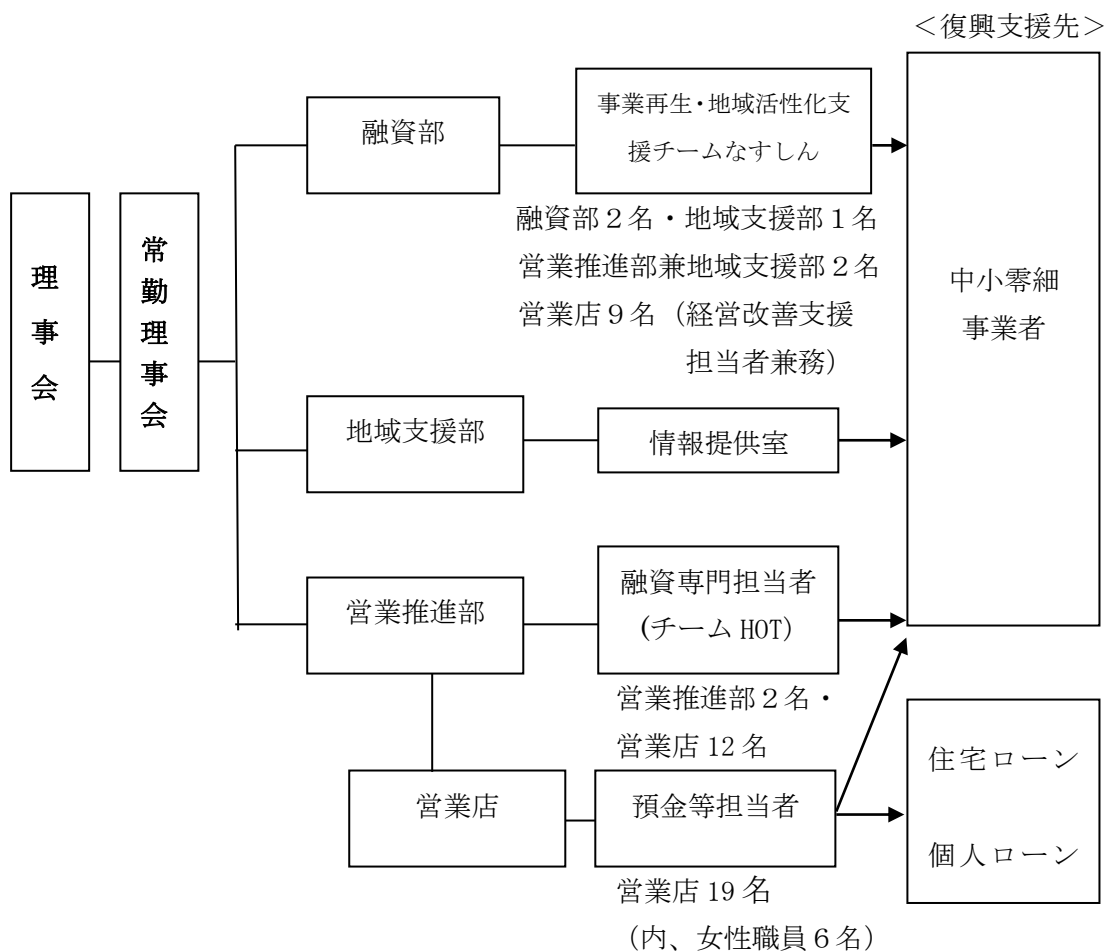 <復興支援先>
理事会
常勤理事会
融資部
事業再生・地域活性化支
援チームなすしん
融資部2名・地域支援部1名
営業推進部兼地域支援部2名
営業店9名（経営改善支援
担当者兼務）
中小零細
事業者
地域支援部
情報提供室
営業推進部
融資専門担当者
(チーム HOT)
営業推進部2名・
営業店 12 名
営業店
預金等担当者
営業店 19 名
（内、女性職員6名）
住宅ローン
個人ローン